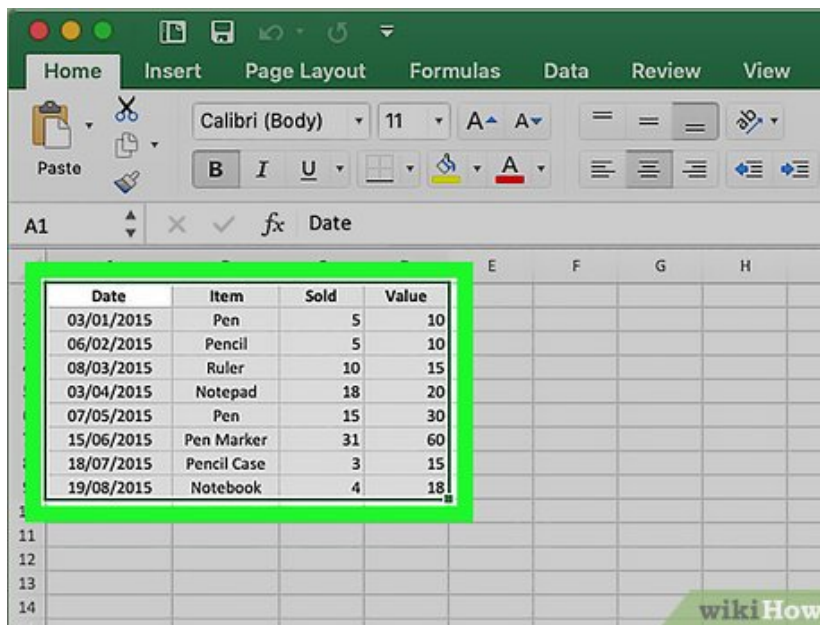 Home Insert Page Layout Formulas Data Review View
Calibri (Body) 11 A A
Paste B I U A
A1 fx Date
E F G H
Date Item Sold Value
03/01/2015 Pen 5 10
06/02/2015 Pencil 5 10
08/03/2015 Ruler 10 15
03/04/2015 Notepad 18 20
07/05/2015 Pen 15 30
15/06/2015 Pen Marker 31 60
18/07/2015 Pencil Case 3 15
19/08/2015 Notebook 4 18
11
12
13
14
wikiHow